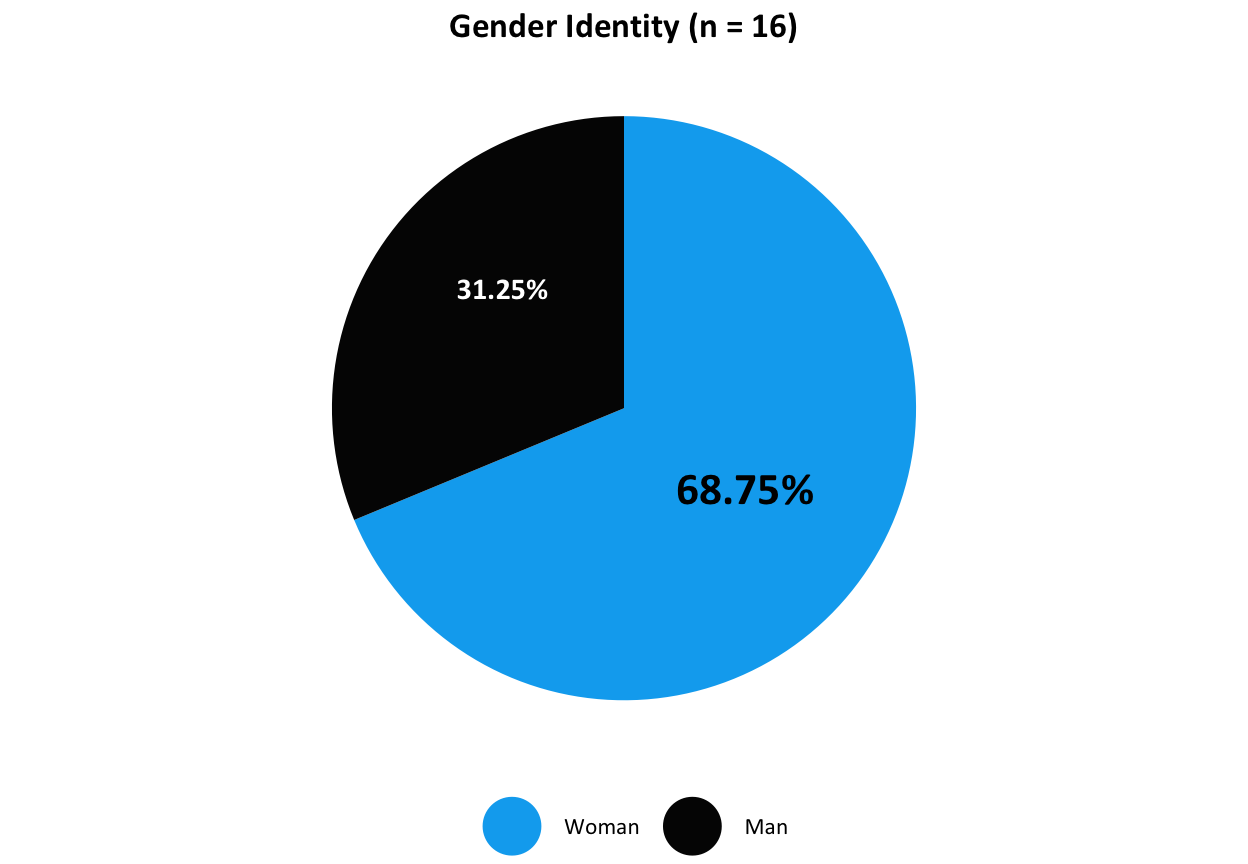 Gender Identity (n = 16)
31.25%
68.75%
Woman Man